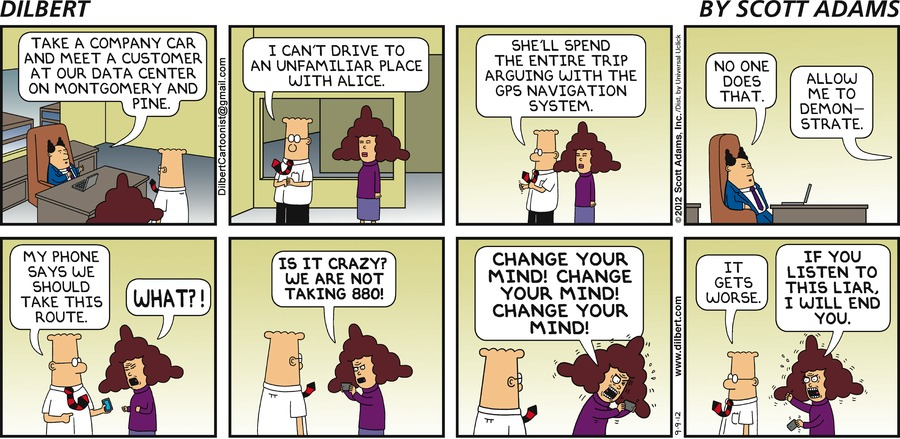 DILBERT
BY SCOTT ADAMS
TAKE A COMPANY CAR
AND MEET A CUSTOMER
AT OUR DATA CENTER
ON MONTGOMERY AND
PINE.
DilbertCartoonist@gmail.com
I CAN'T DRIVE TO
AN UNFAMILIAR PLACE
WITH ALICE.
SHE'LL SPEND
THE ENTIRE TRIP
ARGUING WITH THE
GPS NAVIGATION
SYSTEM.
©2012 Scott Adams, Inc./Dist. by Universal Uclick
NO ONE
DOES
THAT.
ALLOW
ME TO
DEMON-
STRATE.
MY PHONE
SAYS WE
SHOULD
TAKE THIS
ROUTE.
WHAT?!
IS IT CRAZY?
WE ARE NOT
TAKING 880!
CHANGE YOUR
MIND! CHANGE
YOUR MIND!
CHANGE YOUR
MIND!
9-9-12
www.dilbert.com
IT
GETS
WORSE.
IF YOU
LISTEN TO
THIS LIAR,
I WILL END
YOU.